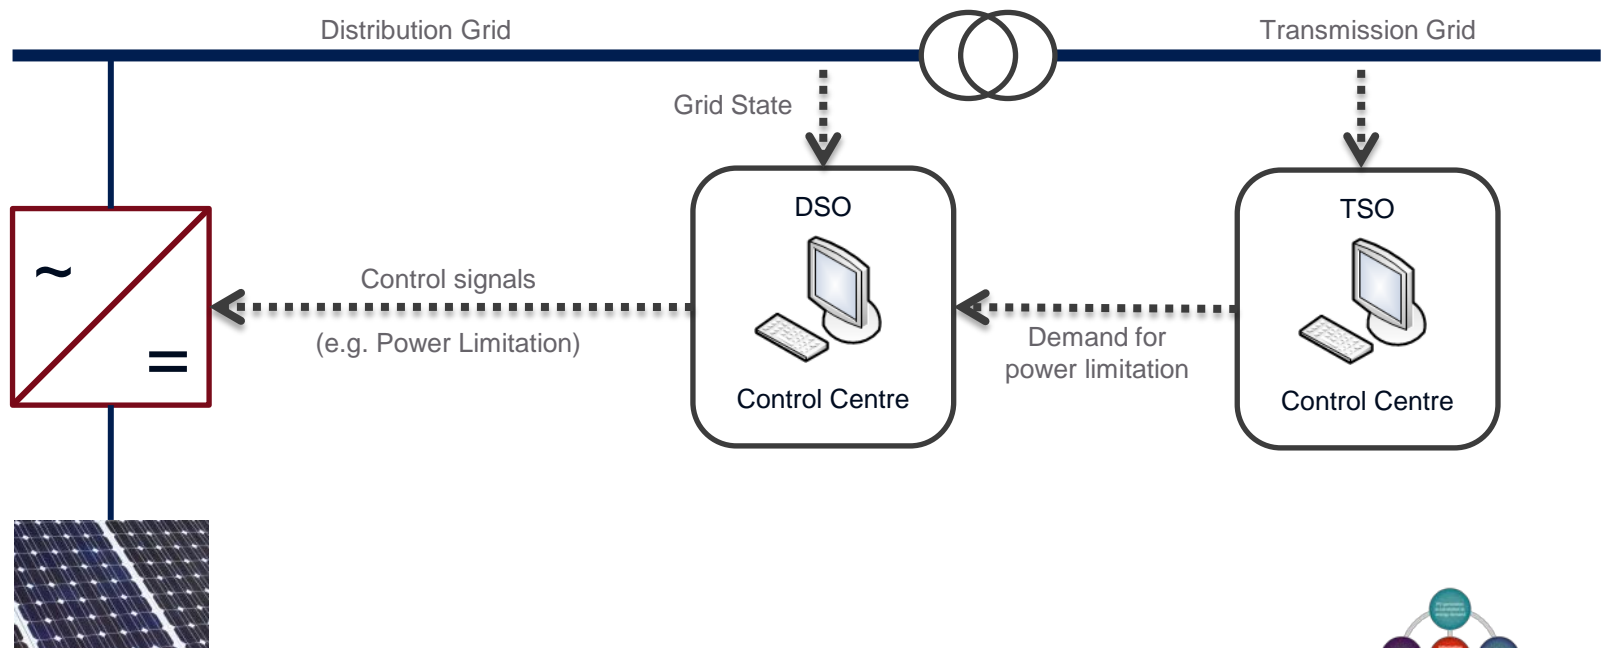 Distribution Grid
Transmission Grid
Grid State
DSO
TSO
~
Control signals
(e.g. Power Limitation)
=
Demand for
power limitation
Control Centre
Control Centre